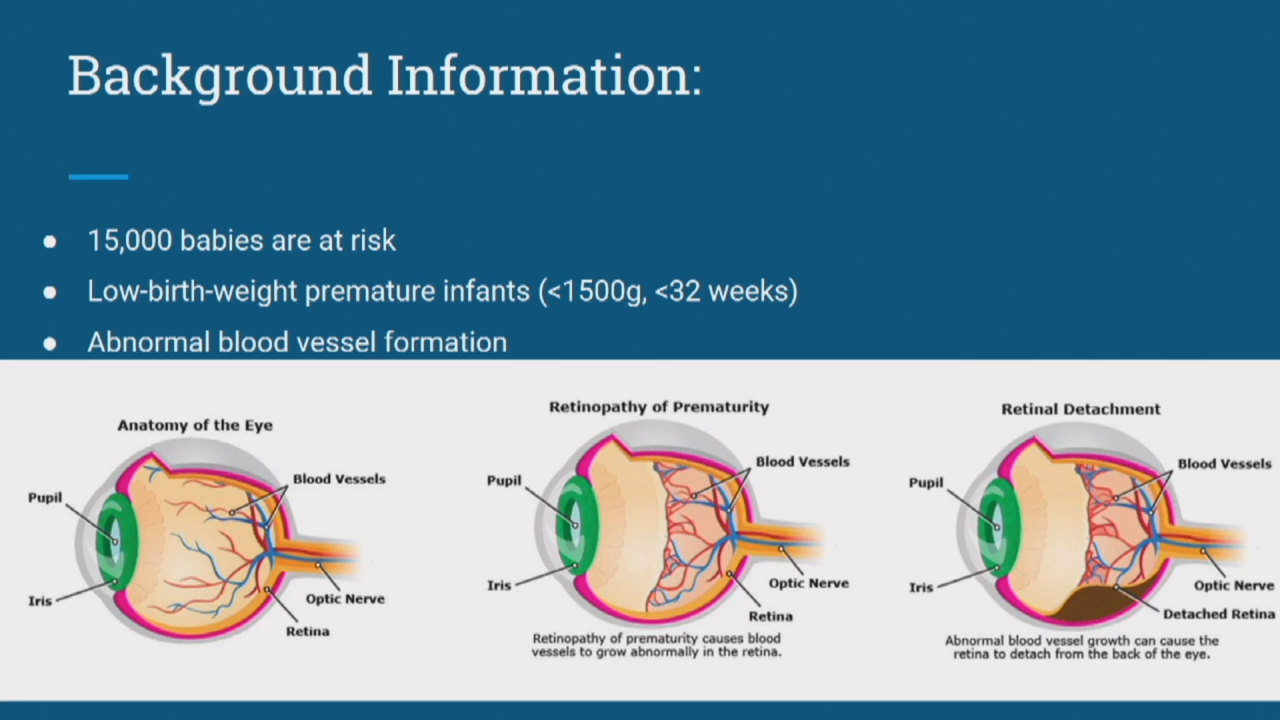 Background Information:
● 15,000 babies are at risk
● Low-birth-weight premature infants (<1500g, <32 weeks)
● Abnormal blood vessel formation
Anatomy of the Eye
Blood Vessels
Pupil
Iris
Optic Nerve
Retina
Retinopathy of Prematurity
Blood Vessels
Pupil
Iris
Optic Nerve
Retina
Retinopathy of prematurity causes blood
vessels to grow abnormally in the retina.
Retinal Detachment
Blood Vessels
Pupil
Iris
Optic Nerve
Detached Retina
Abnormal blood vessel growth can cause the
retina to detach from the back of the eye.